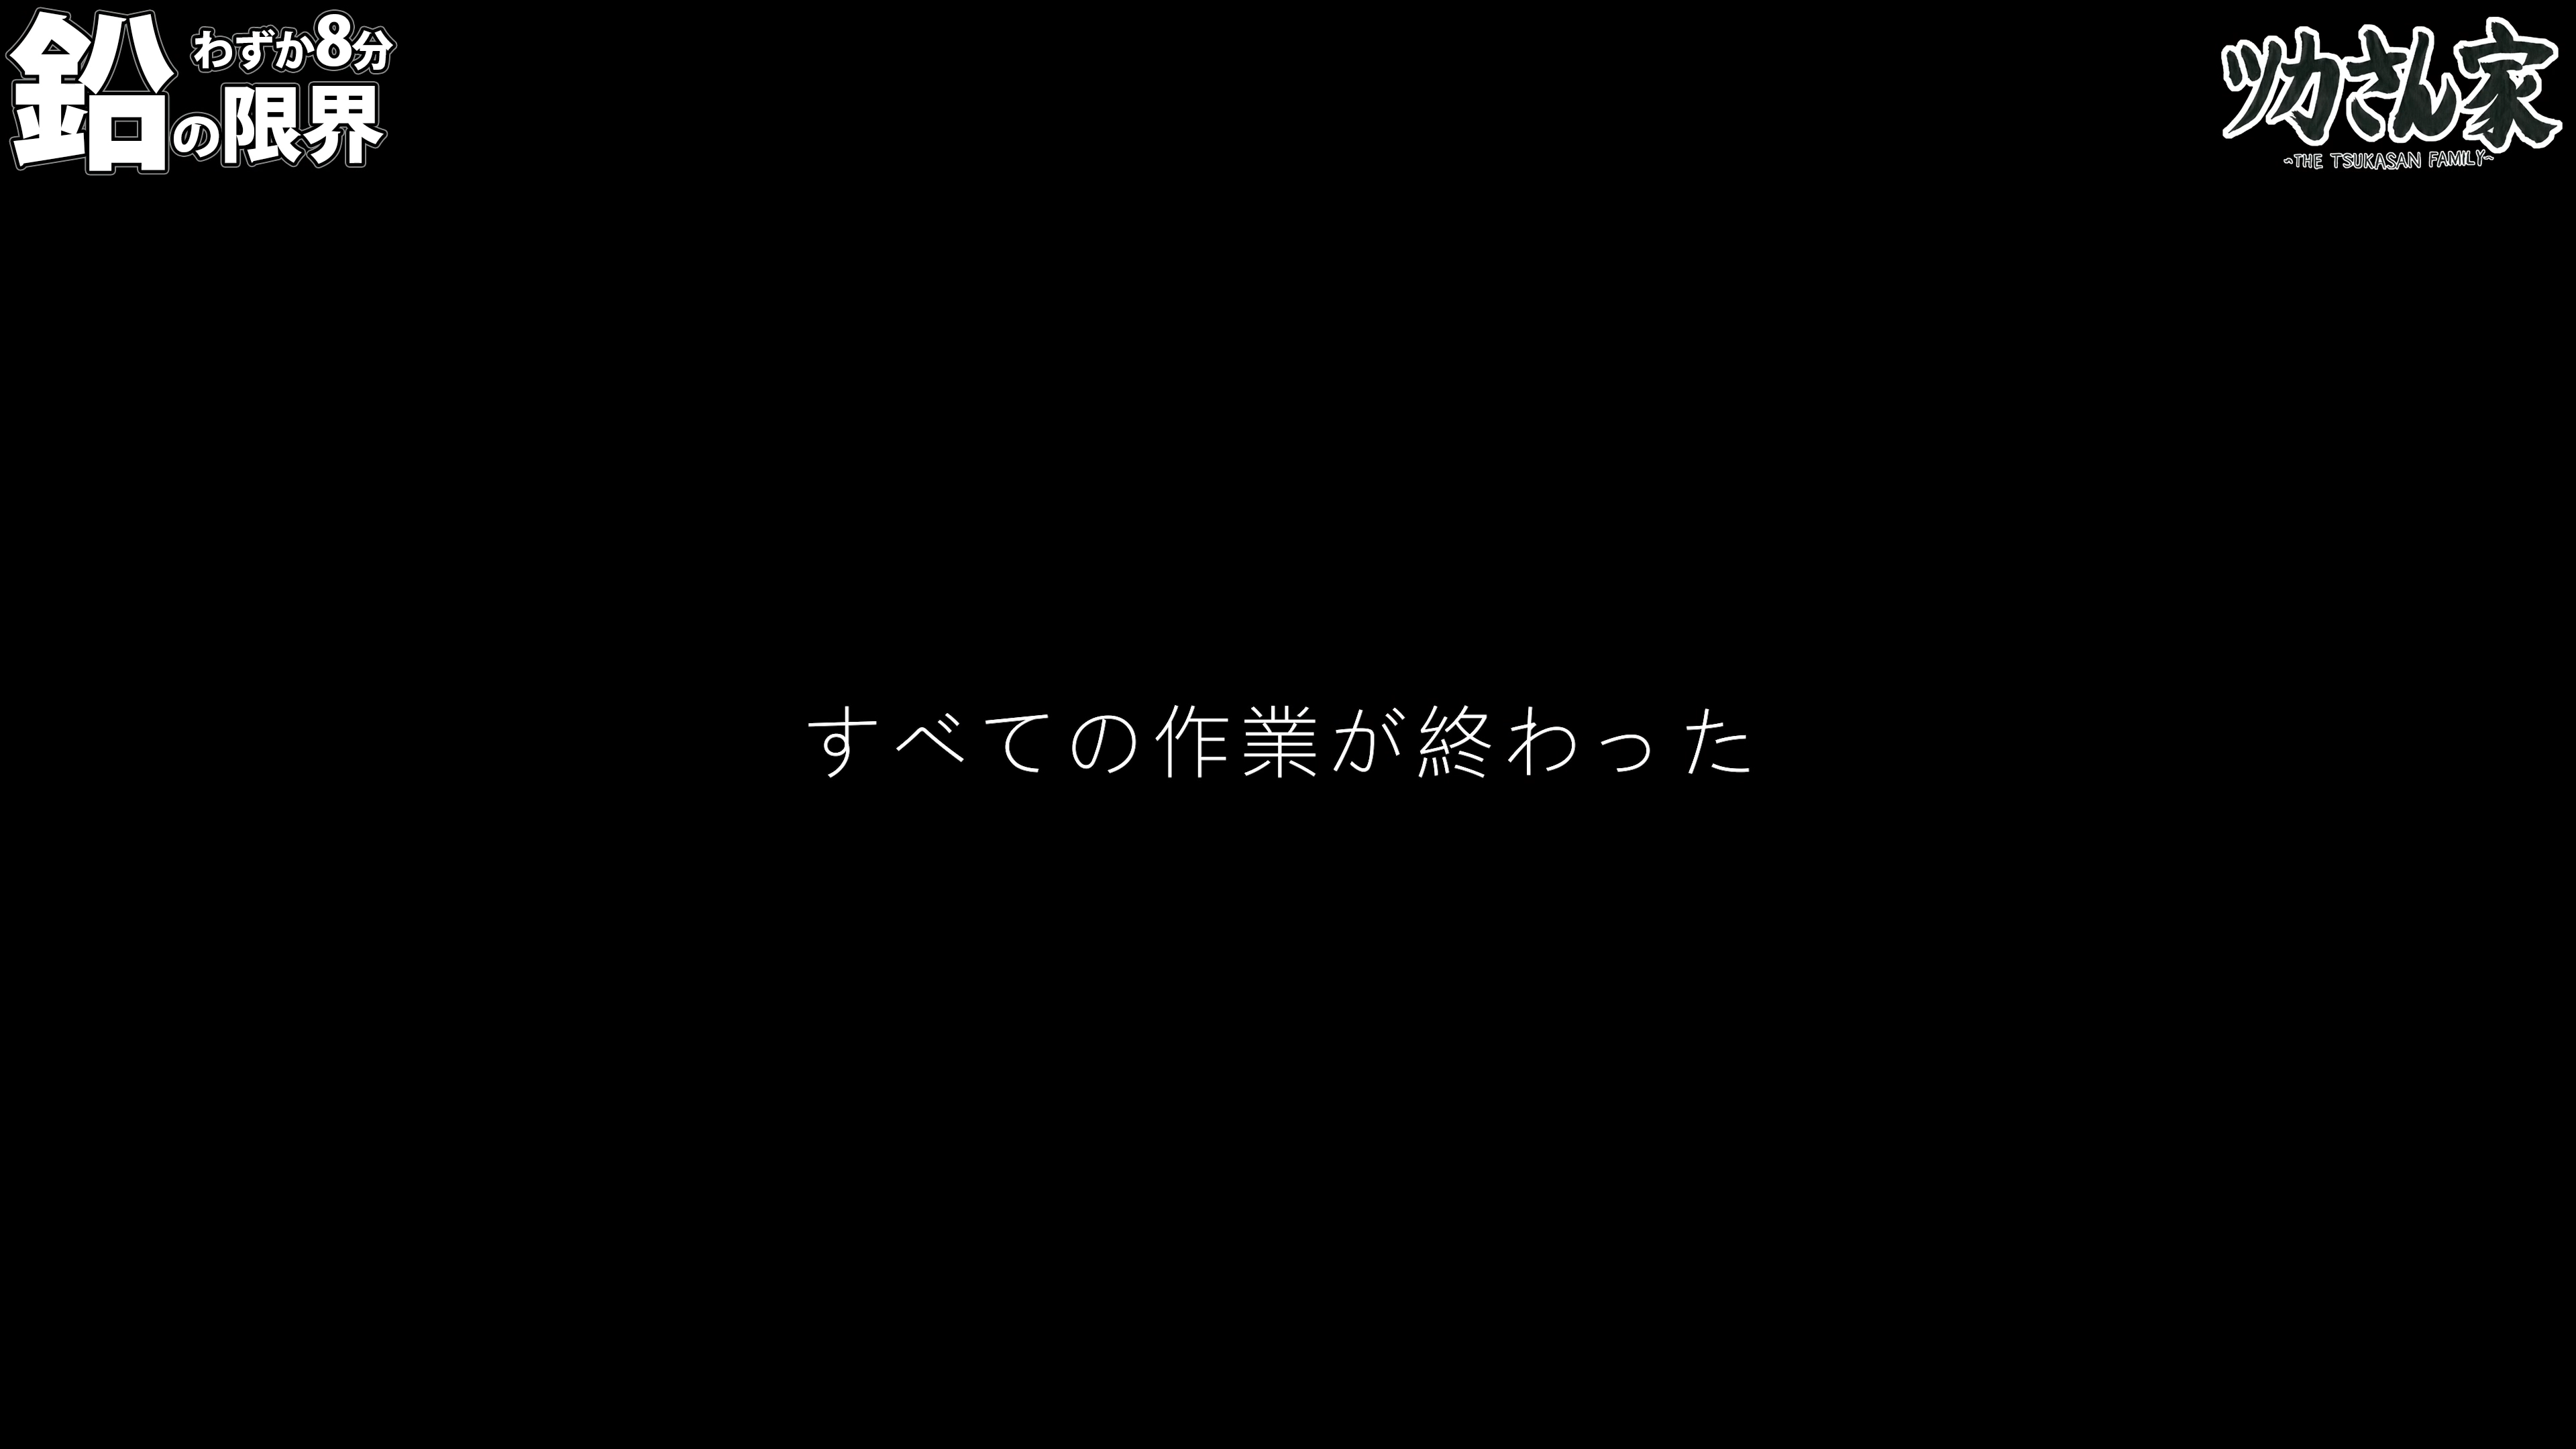 わずか8分
鉛の限界
ツカさん家
~THE TSUKASAN FAMILY~
すべての作業が終わった